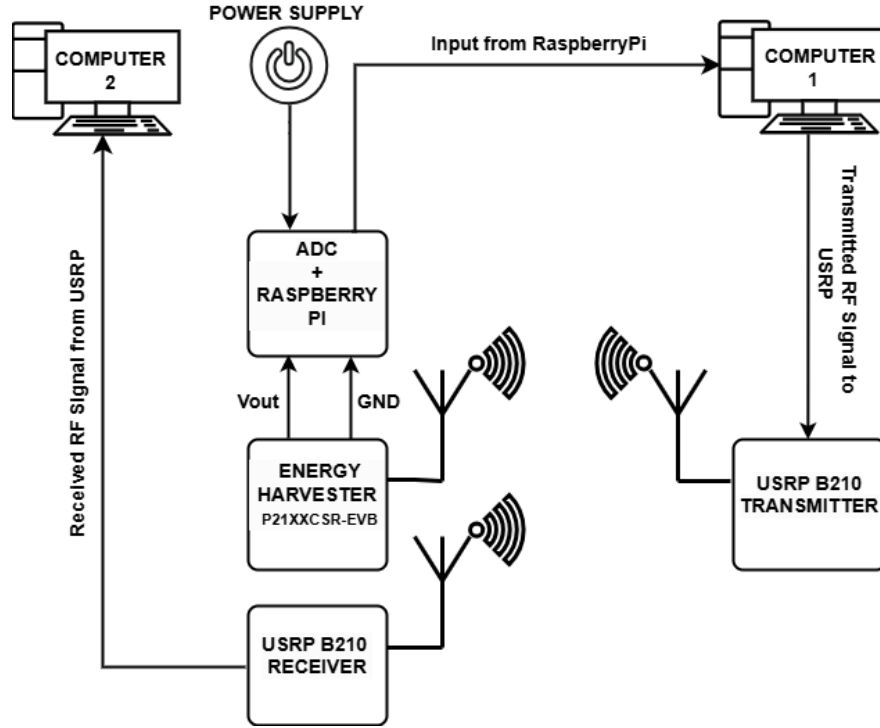 POWER SUPPLY
COMPUTER
2
Input from RaspberryPi
COMPUTER
1
ADC
+
RASPBERRY
PI
Transmitted RF Signal to
USRP
Received RF Signal from USRP
Vout
GND
ENERGY
HARVESTER
P21XXCSR-EVB
USRP B210
TRANSMITTER
USRP B210
RECEIVER